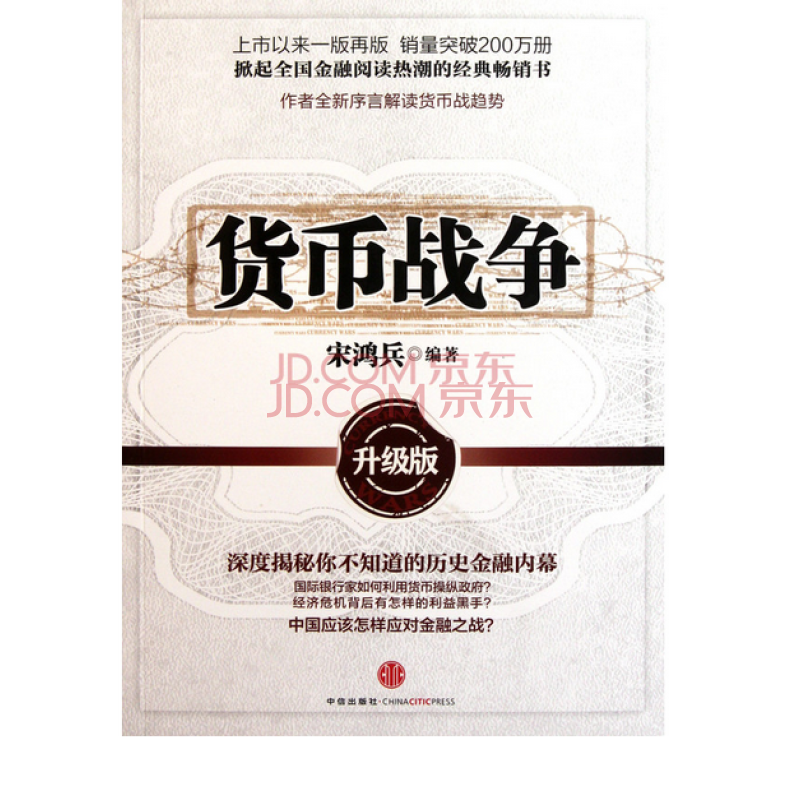 上市以来一版再版 销量突破200万册
掀起全国金融阅读热潮的经典畅销书
作者全新序言解读货币战趋势
货币战争
宋鸿兵◎编著
JD.COM 京东
JD.COM 京东
升级版
WARS
深度揭秘你不知道的历史金融内幕
国际银行家如何利用货币操纵政府?
经济危机背后有怎样的利益黑手?
中国应该怎样应对金融之战?
中信出版社·CHINACITICPRESS